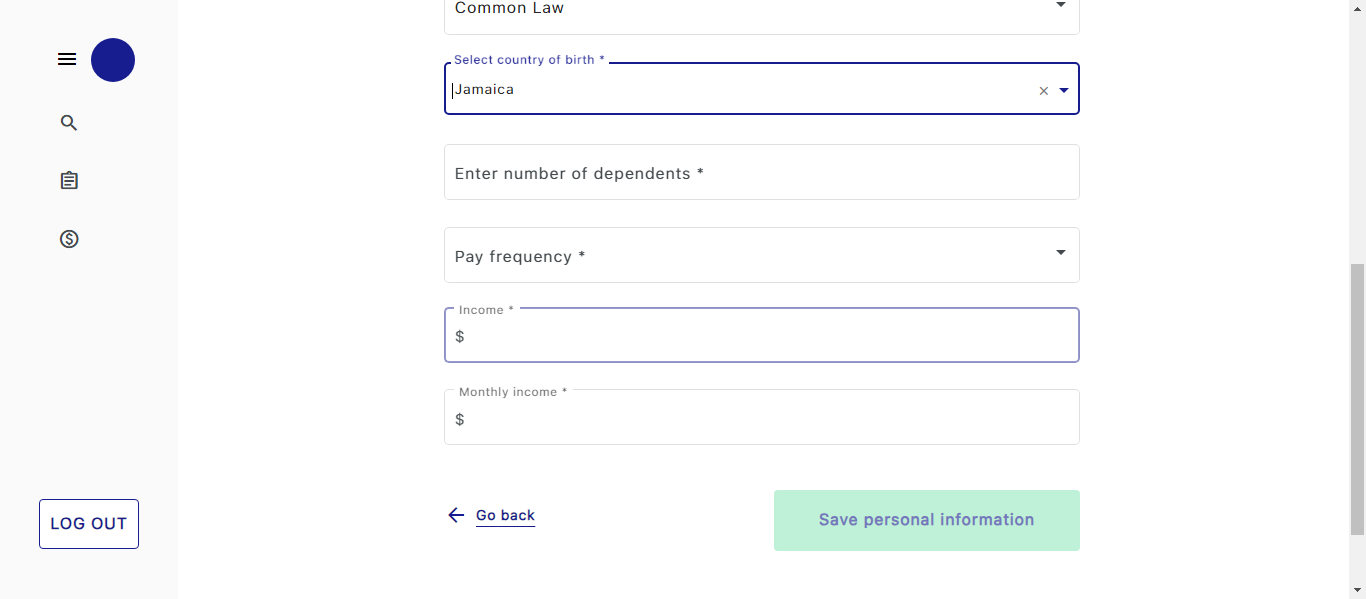 Common Law
Select country of birth *
Jamaica
Enter number of dependents *
Pay frequency *
Income *
$
Monthly income *
$
Go back
Save personal information
LOG OUT